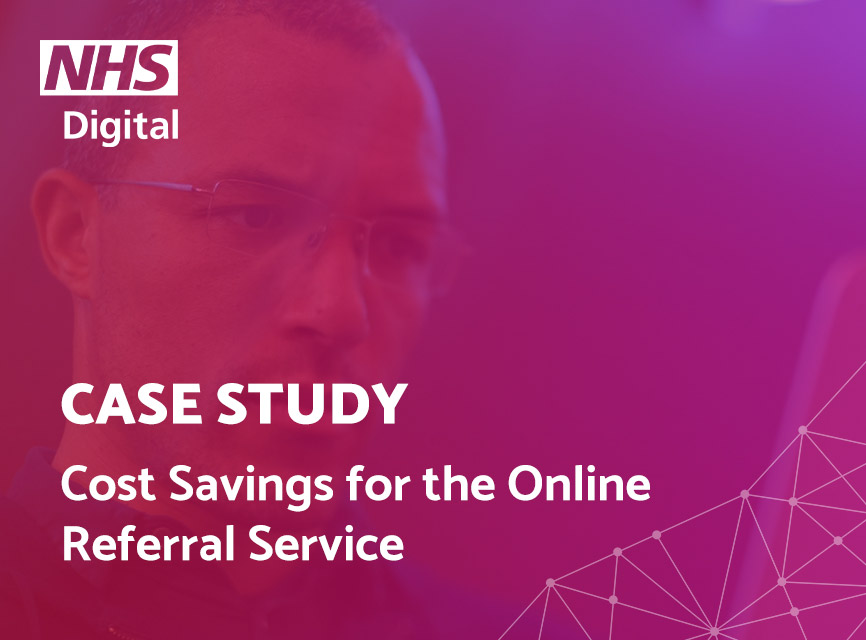 NHS
Digital
CASE STUDY
Cost Savings for the Online
Referral Service